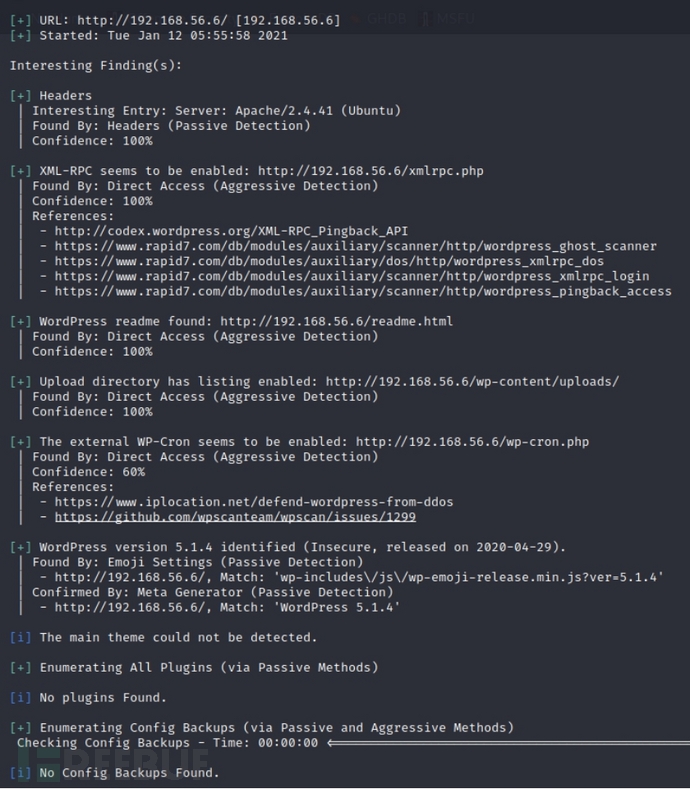 [+] URL: http://192.168.56.6/ [192.168.56.6]
[+] Started: Tue Jan 12 05:55:58 2021
Interesting Finding(s):
[+] Headers
| Interesting Entry: Server: Apache/2.4.41 (Ubuntu)
| Found By: Headers (Passive Detection)
| Confidence: 100%
[+] XML-RPC seems to be enabled: http://192.168.56.6/xmlrpc.php
| Found By: Direct Access (Aggressive Detection)
| Confidence: 100%
| References:
|  - http://codex.wordpress.org/XML-RPC_Pingback_API
|  - https://www.rapid7.com/db/modules/auxiliary/scanner/http/wordpress_ghost_scanner
|  - https://www.rapid7.com/db/modules/auxiliary/dos/http/wordpress_xmlrpc_dos
|  - https://www.rapid7.com/db/modules/auxiliary/scanner/http/wordpress_xmlrpc_login
|  - https://www.rapid7.com/db/modules/auxiliary/scanner/http/wordpress_pingback_access
[+] WordPress readme found: http://192.168.56.6/readme.html
| Found By: Direct Access (Aggressive Detection)
| Confidence: 100%
[+] Upload directory has listing enabled: http://192.168.56.6/wp-content/uploads/
| Found By: Direct Access (Aggressive Detection)
| Confidence: 100%
[+] The external WP-Cron seems to be enabled: http://192.168.56.6/wp-cron.php
| Found By: Direct Access (Aggressive Detection)
| Confidence: 60%
| References:
|  - https://www.iplocation.net/defend-wordpress-from-ddos
|  - https://github.com/wpscanteam/wpscan/issues/1299
[+] WordPress version 5.1.4 identified (Insecure, released on 2020-04-29).
| Found By: Emoji Settings (Passive Detection)
|  - http://192.168.56.6/, Match: 'wp-includes\/js\/wp-emoji-release.min.js?ver=5.1.4'
| Confirmed By: Meta Generator (Passive Detection)
|  - http://192.168.56.6/, Match: 'WordPress 5.1.4'
[i] The main theme could not be detected.
[+] Enumerating All Plugins (via Passive Methods)
[i] No plugins Found.
[+] Enumerating Config Backups (via Passive and Aggressive Methods)
Checking Config Backups - Time: 00:00:00 <==============================
[i] No Config Backups Found.
FREEBUF